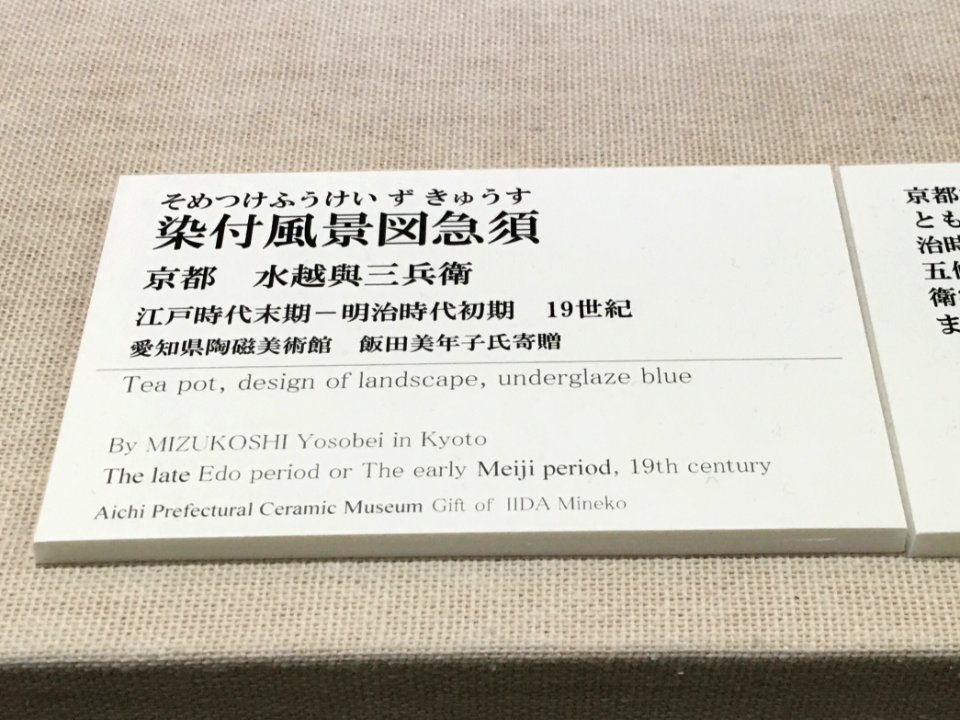 そめつけふうけい ず きゅうす
染付風景図急須
京都　水越與三兵衛
江戸時代末期－明治時代初期　19世紀
愛知県陶磁美術館　飯田美年子氏寄贈
Tea pot, design of landscape, underglaze blue
By MIZUKOSHI Yosobei in Kyoto
The late Edo period or The early Meiji period, 19th century
Aichi Prefectural Ceramic Museum Gift of IIDA Mineko
京都
とも
治時
五
衛
ま